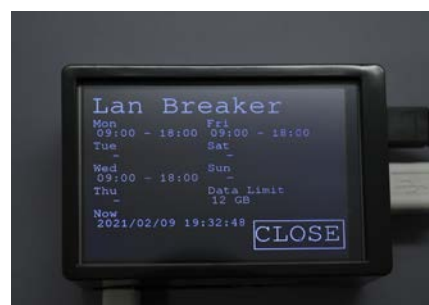 Lan Breaker
Mon Fri
09:00 - 18:00 09:00 - 18:00
Tue Sat
- -
Wed Sun
09:00 - 18:00 -
Thu Data Limit
- 12 GB
Now
2021/02/09 19:32:48
CLOSE